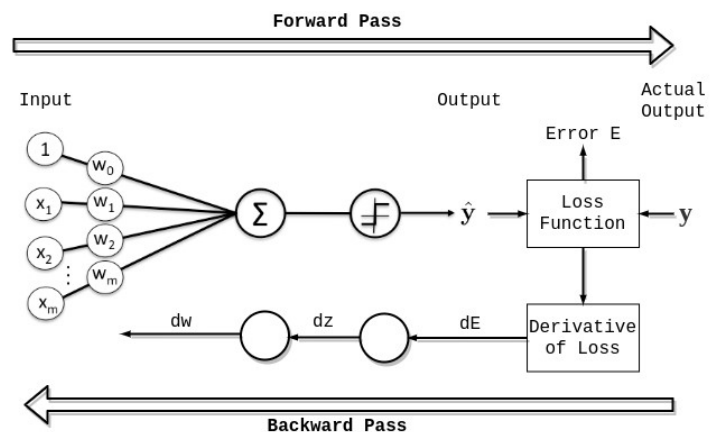 Forward Pass
Input
Output
Actual
Output
Error E
1
w0
x1
w1
x2
w2
⋮
xm
wm
Σ
ŷ
Loss
Function
y
dw
dz
dE
Derivative
of Loss
Backward Pass